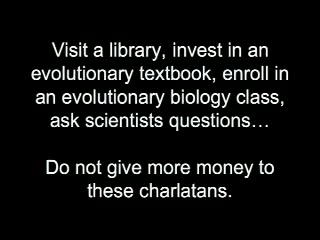 Visit a library, invest in an
evolutionary textbook, enroll in
an evolutionary biology class,
ask scientists questions…
Do not give more money to
these charlatans.